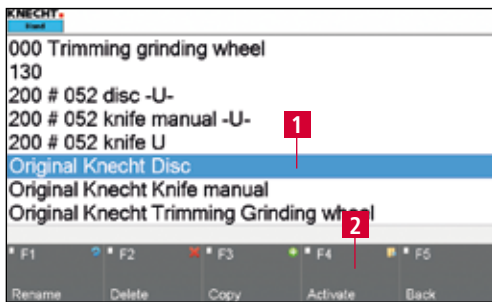 KNECHT.
Hand
000 Trimming grinding wheel
130
200 # 052 disc -U-
200 # 052 knife manual -U-
200 # 052 knife U
1
Original Knecht Disc
Original Knecht Knife manual
Original Knecht Trimming Grinding wheel
2
F1 F2 F3 F4 F5
Rename Delete Copy Activate Back